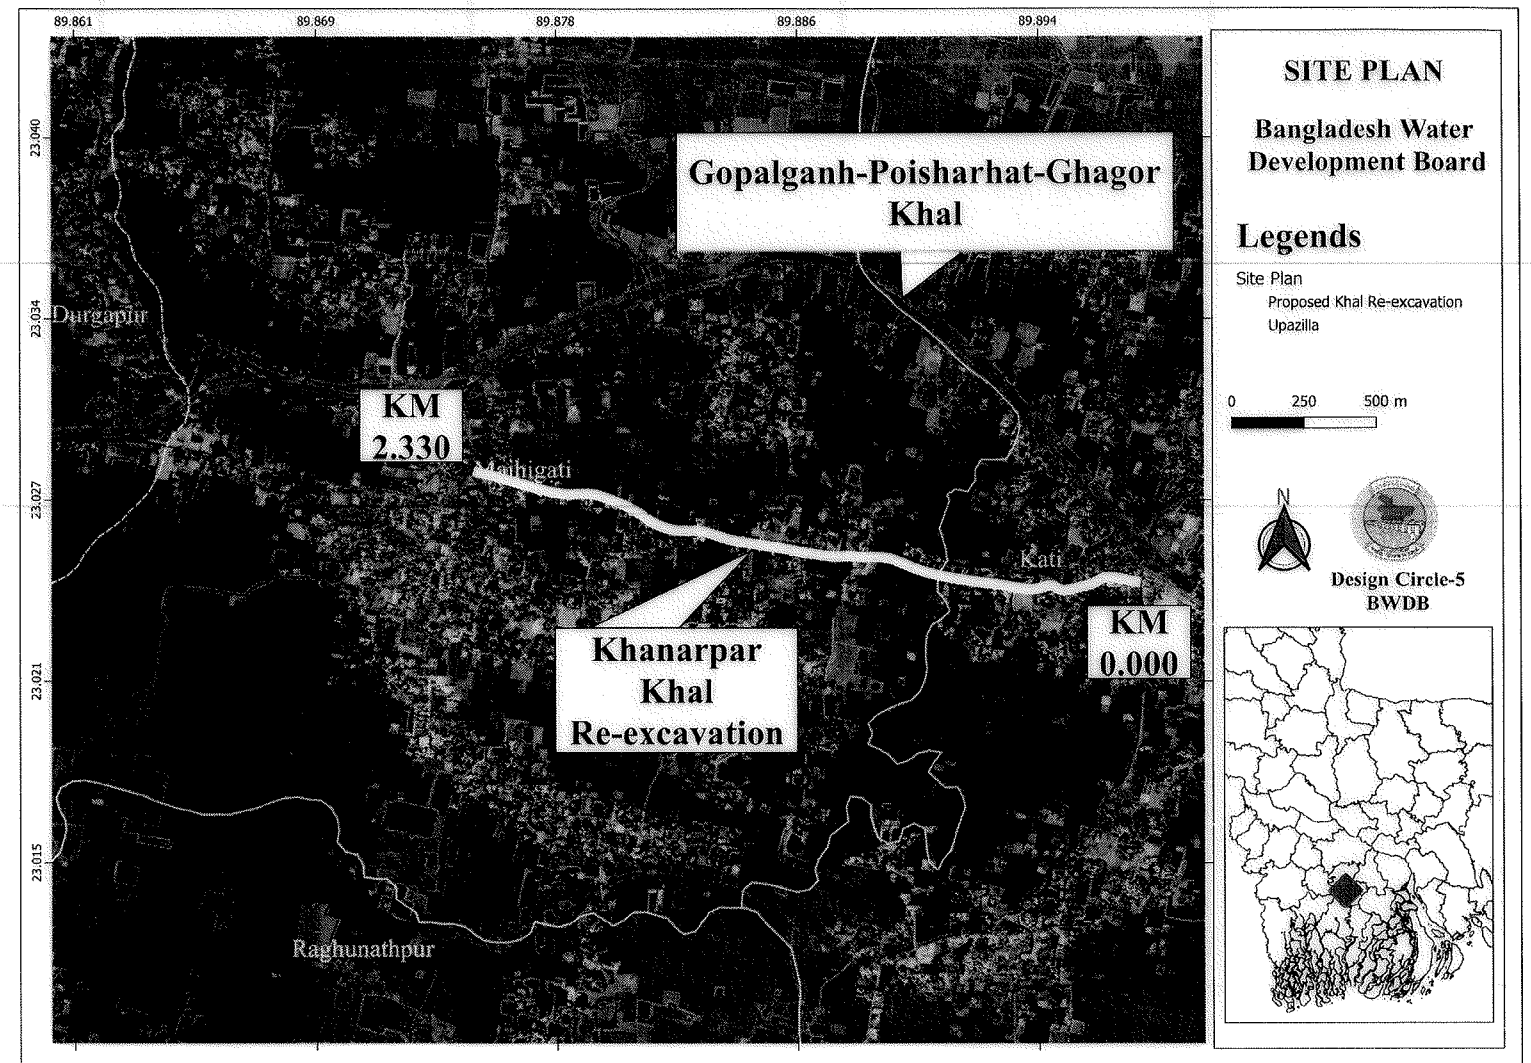 89.861 89.869 89.878 89.886 89.894
23.040
23.034
23.027
23.021
23.015
Gopalganh-Poisharhat-Ghagor
Khal
Durgapur
KM
2.330
Majhigati
Kati
KM
0.000
Khanarpar
Khal
Re-excavation
Raghunathpur
SITE PLAN
Bangladesh Water
Development Board
Legends
Site Plan
Proposed Khal Re-excavation
Upazilla
0 250 500 m
N
Design Circle-5
BWDB